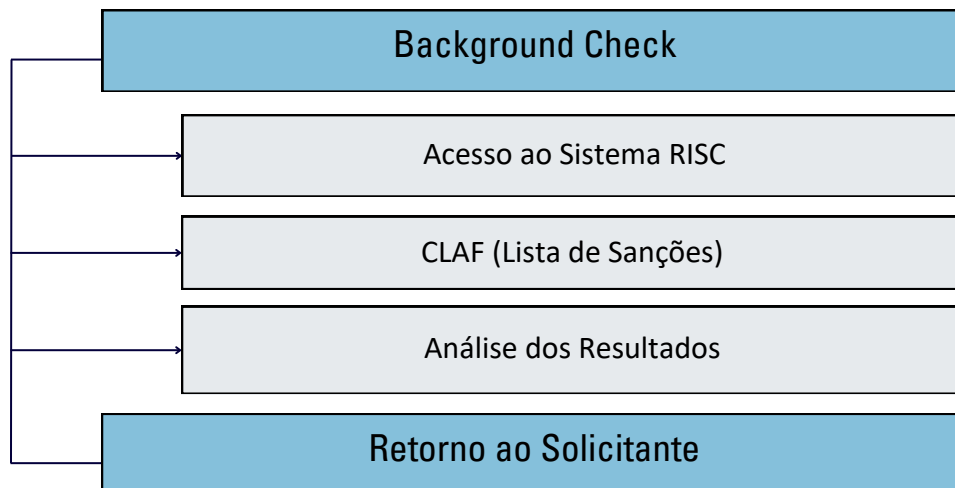 Background Check
Acesso ao Sistema RISC
CLAF (Lista de Sanções)
Análise dos Resultados
Retorno ao Solicitante